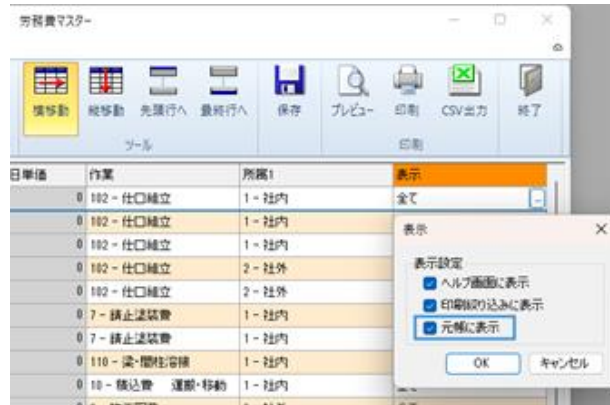 労務費マスター
横移動 縦移動 先頭行へ 最終行へ 保存 プレビュー 印刷 CSV出力 終了
ツール 印刷
日単価 作業 所属1 表示
0 102 - 仕口組立 1 - 社内 全て
0 102 - 仕口組立 1 - 社内
0 102 - 仕口組立 1 - 社内
0 102 - 仕口組立 2 - 社外
0 102 - 仕口組立 2 - 社外
0 7 - 錆止塗装費 1 - 社内
0 7 - 錆止塗装費 1 - 社内
0 110 - 梁・間柱溶接 1 - 社内
0 10 - 積込費 運搬・移動 1 - 社内
表示
表示設定
ヘルプ画面に表示
印刷絞り込みに表示
元帳に表示
OK キャンセル